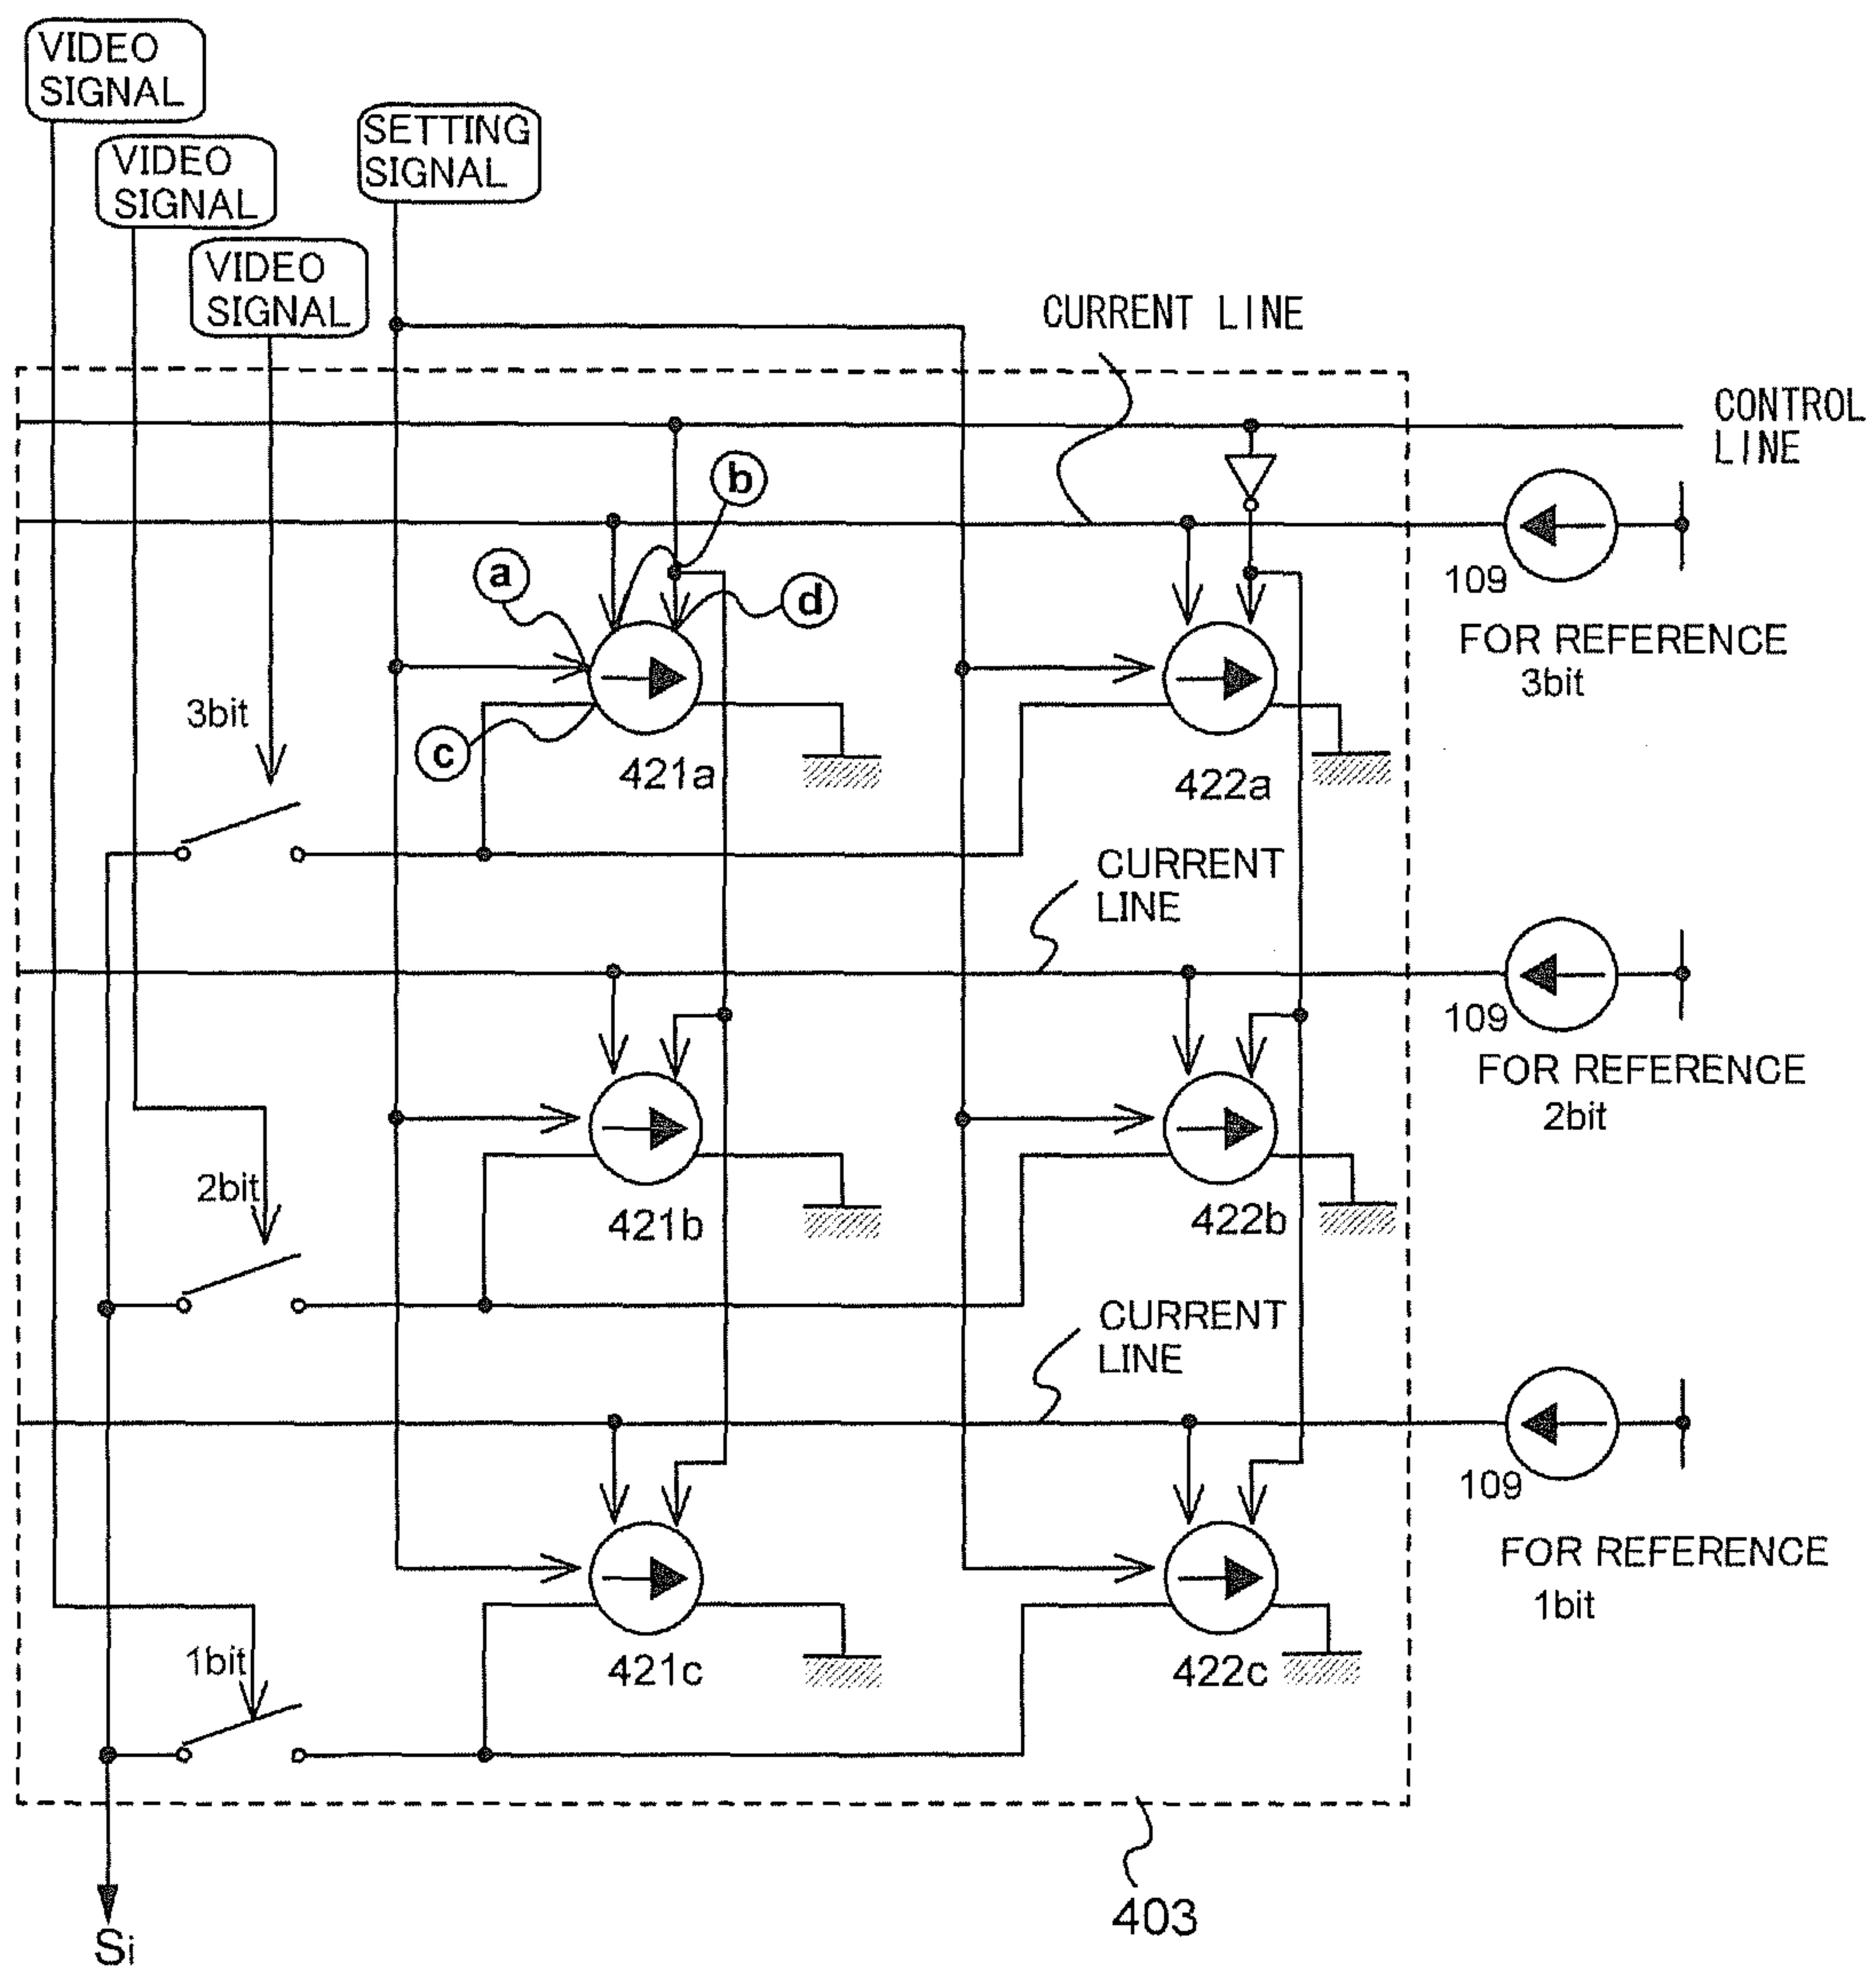 VIDEO
SIGNAL
VIDEO
SIGNAL
VIDEO
SIGNAL
SETTING
SIGNAL
CURRENT LINE
CONTROL
LINE
b
a
d
c
109
FOR REFERENCE
3bit
3bit
421a
422a
CURRENT
LINE
109
FOR REFERENCE
2bit
2bit
421b
422b
CURRENT
LINE
109
FOR REFERENCE
1bit
1bit
421c
422c
403
Si